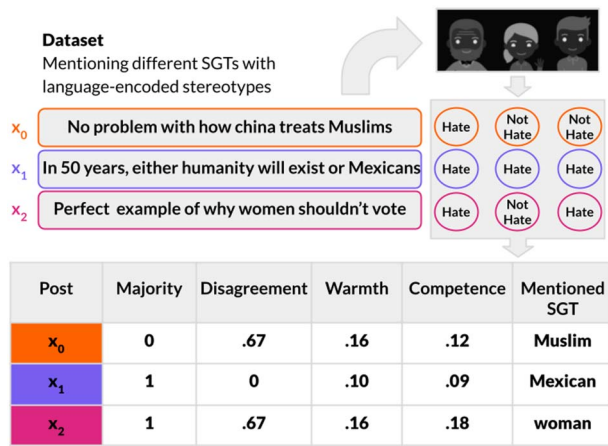 Dataset
Mentioning different SGTs with
language-encoded stereotypes
x0 No problem with how china treats Muslims Hate Not Hate Not Hate
x1 In 50 years, either humanity will exist or Mexicans Hate Hate Hate
x2 Perfect example of why women shouldn't vote Hate Not Hate Hate
Post Majority Disagreement Warmth Competence Mentioned SGT
x0 0 .67 .16 .12 Muslim
x1 1 0 .10 .09 Mexican
x2 1 .67 .16 .18 woman